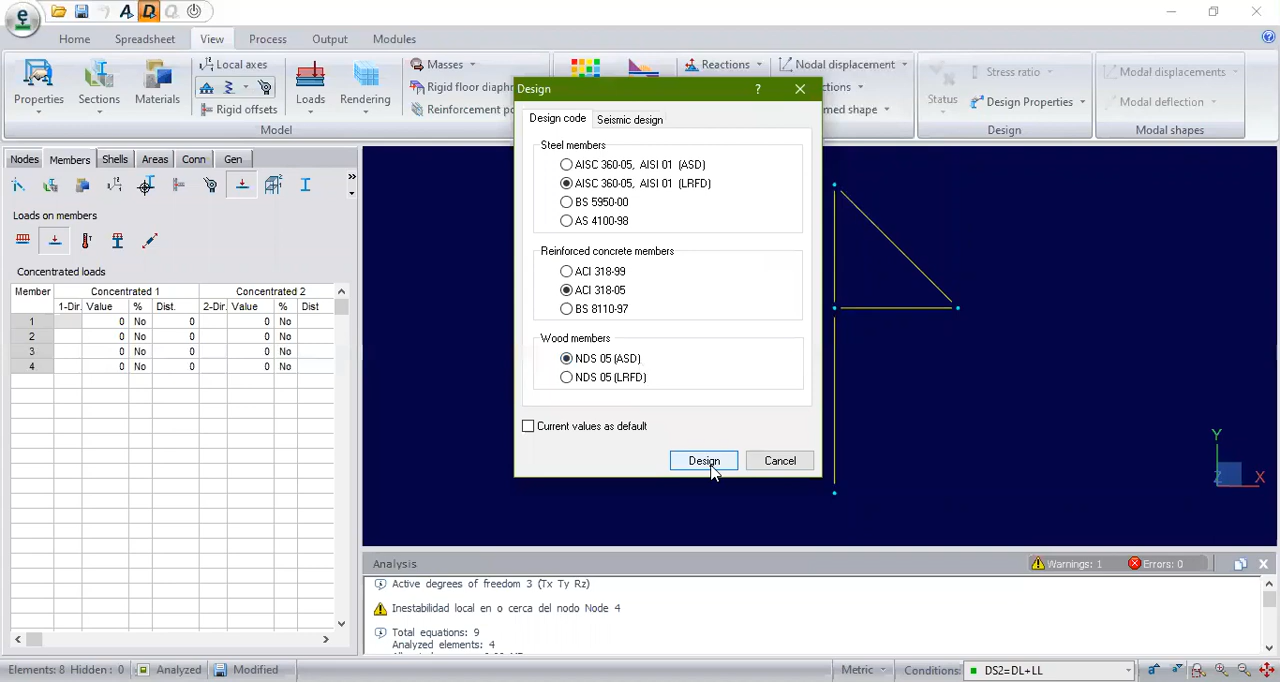 Home Spreadsheet View Process Output Modules
Local axes
Masses
Reactions
Nodal displacement
Stress ratio
Modal displacements
Rigid floor diaphr
Rigid offsets
Reinforcement po
Design Properties
Modal deflection
Properties Sections Materials Loads Rendering Status
Model Design Modal shapes
Nodes Members Shells Areas Conn Gen
Loads on members
Concentrated loads
Member Concentrated 1 Concentrated 2
1-Dir. Value % Dist. 2-Dir. Value % Dist
1 0 No 0 0 No
2 0 No 0 0 No
3 0 No 0 0 No
4 0 No 0 0 No
Design
?
Design code Seismic design
Steel members
AISC 360-05, AISI 01 (ASD)
AISC 360-05, AISI 01 (LRFD)
BS 5950-00
AS 4100-98
Reinforced concrete members
ACI 318-99
ACI 318-05
BS 8110-97
Wood members
NDS 05 (ASD)
NDS 05 (LRFD)
Current values as default
Design Cancel
Y
X
Z
Analysis Warnings: 1 Errors: 0
Active degrees of freedom 3 (Tx Ty Rz)
Inestabilidad local en o cerca del nodo Node 4
Total equations: 9
Analyzed elements: 4
Elements: 8 Hidden : 0 Analyzed Modified Metric Conditions: DS2=DL+LL